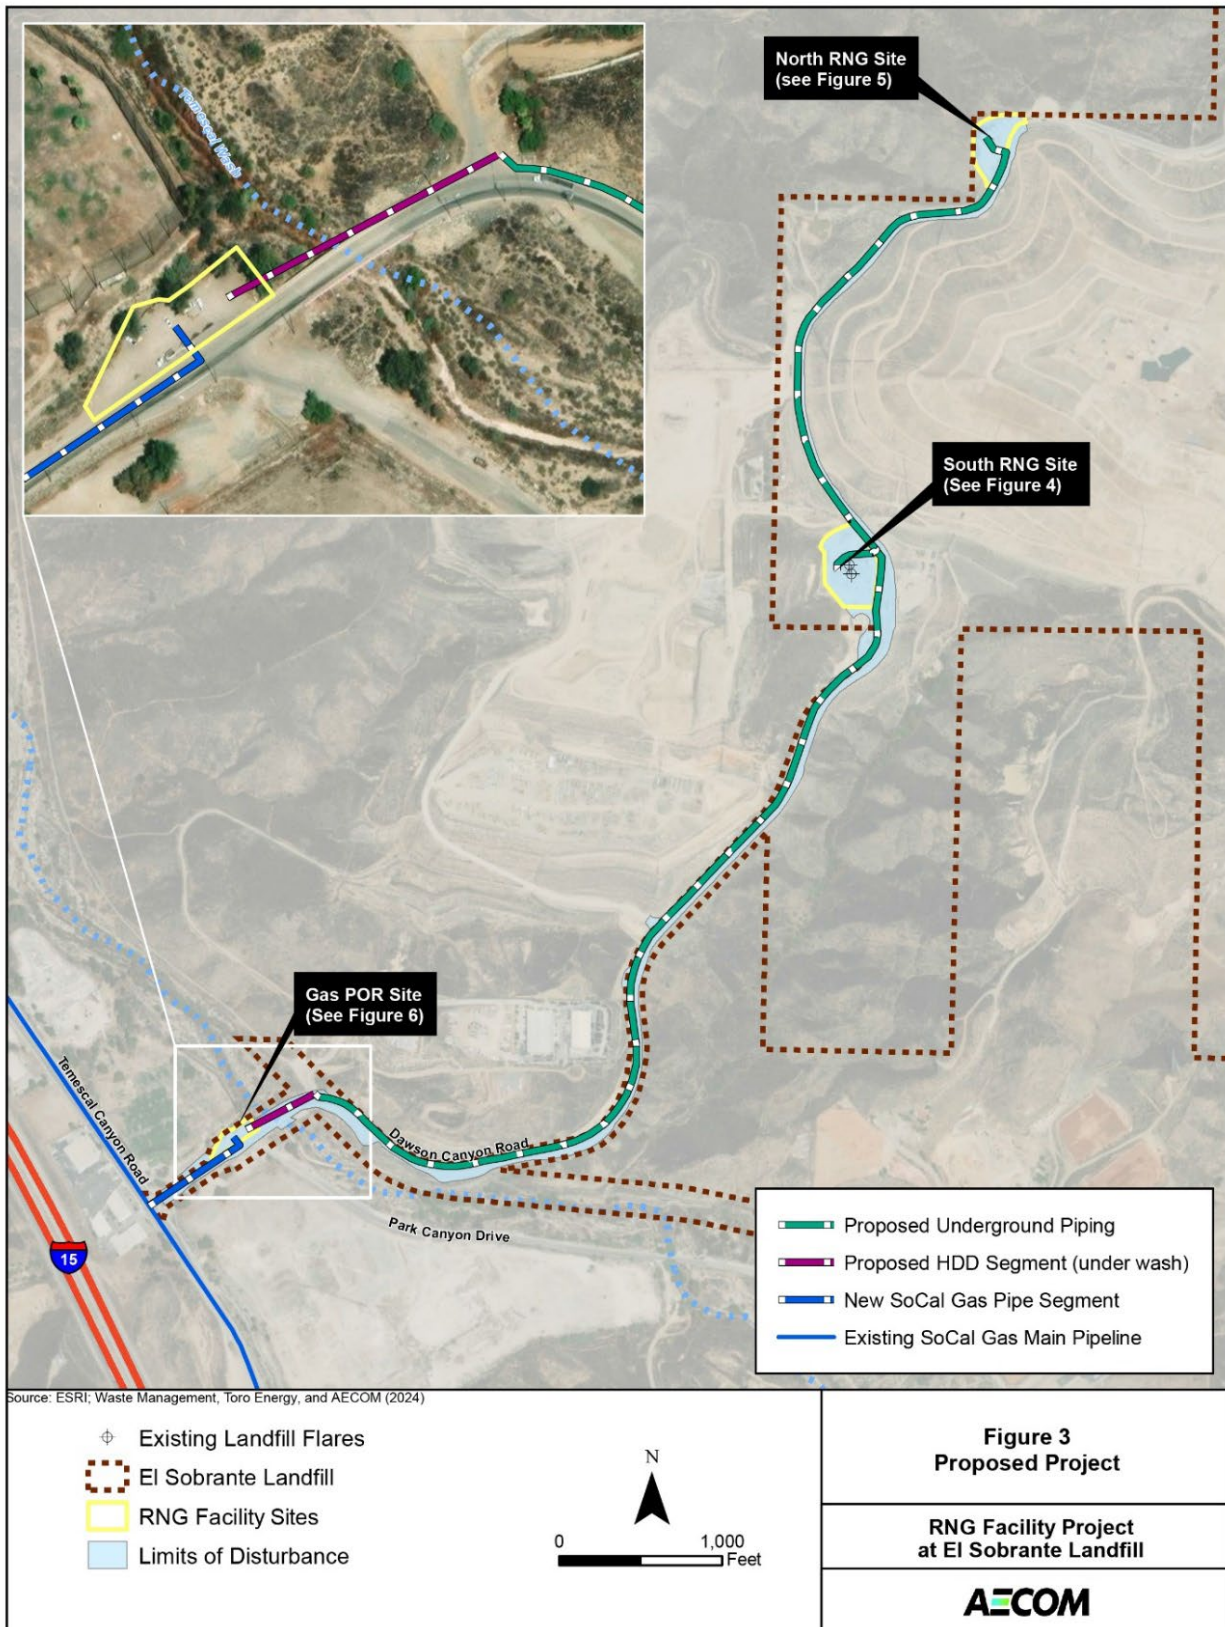 North RNG Site
(see Figure 5)
Temescal Wash
South RNG Site
(See Figure 4)
Gas POR Site
(See Figure 6)
Temescal Canyon Road
Dawson Canyon Road
Park Canyon Drive
15
Proposed Underground Piping
Proposed HDD Segment (under wash)
New SoCal Gas Pipe Segment
Existing SoCal Gas Main Pipeline
Source: ESRI; Waste Management, Toro Energy, and AECOM (2024)
Existing Landfill Flares
El Sobrante Landfill
RNG Facility Sites
Limits of Disturbance
N
0 1,000
Feet
Figure 3
Proposed Project
RNG Facility Project
at El Sobrante Landfill
AECOM